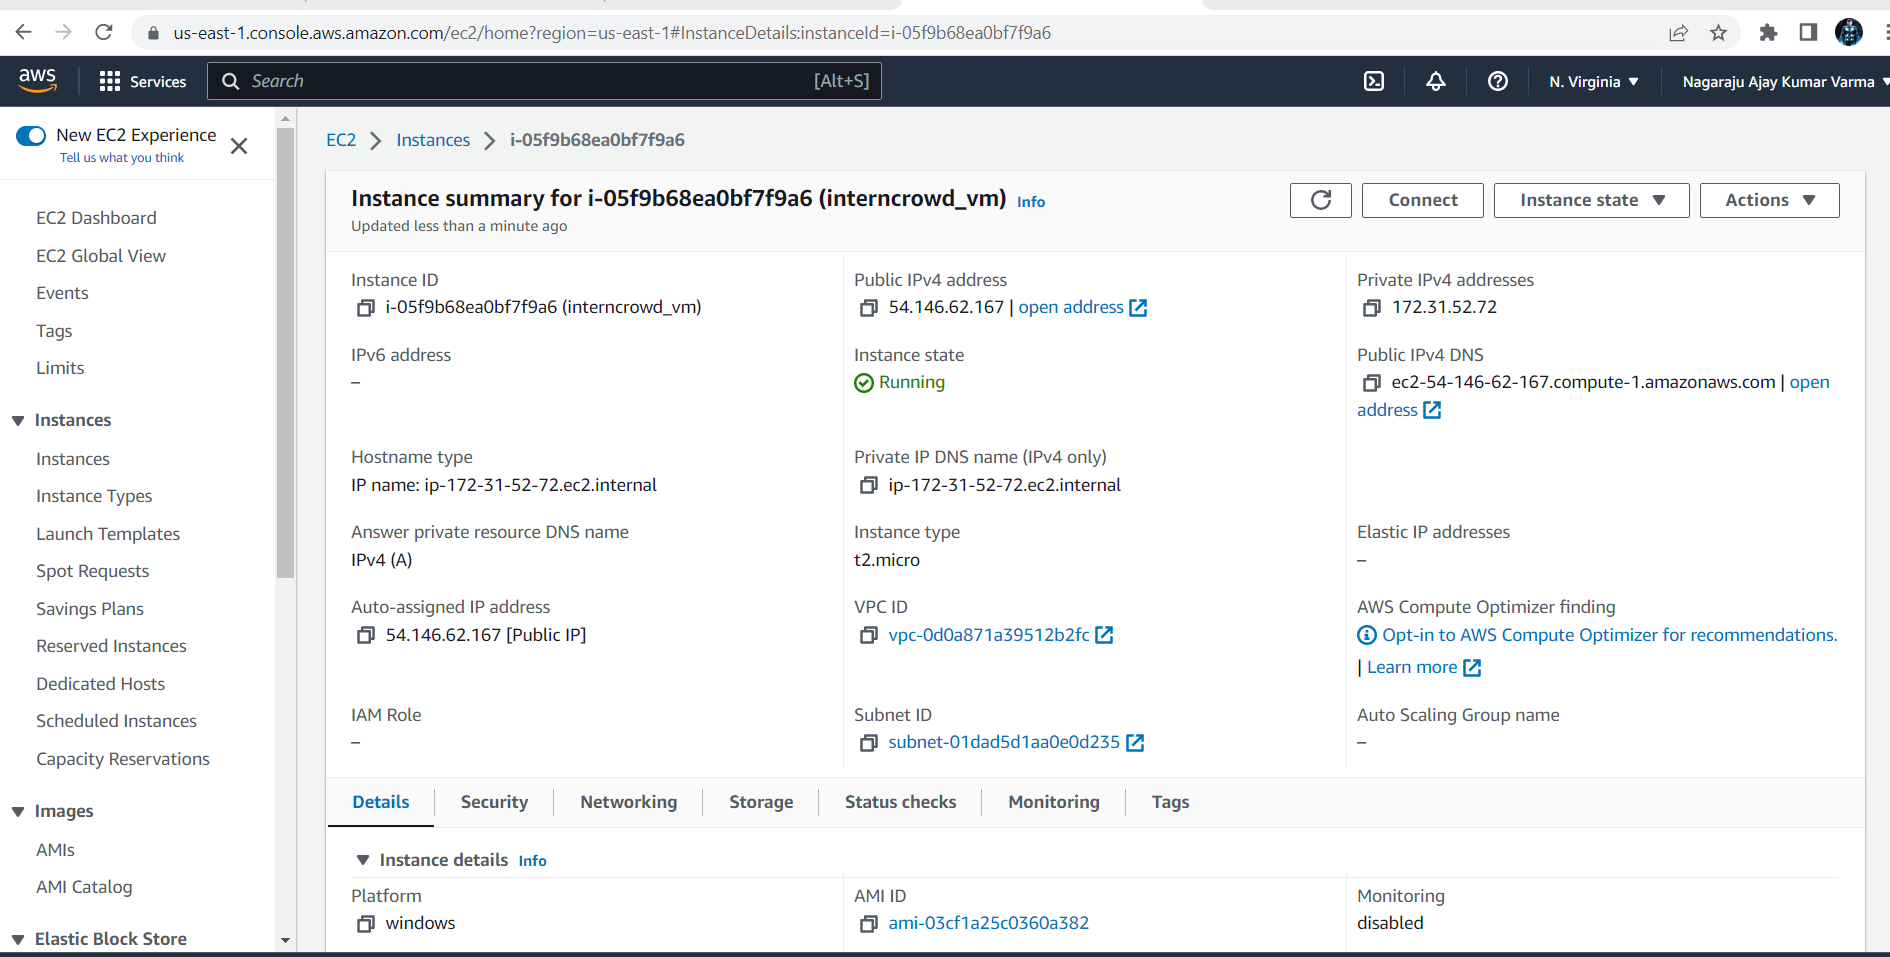 us-east-1.console.aws.amazon.com/ec2/home?region=us-east-1#InstanceDetails:instanceId=i-05f9b68ea0bf7f9a6
aws
Services
Search
[Alt+S]
N. Virginia
Nagaraju Ajay Kumar Varma
New EC2 Experience
Tell us what you think
EC2 Dashboard
EC2 Global View
Events
Tags
Limits
Instances
Instances
Instance Types
Launch Templates
Spot Requests
Savings Plans
Reserved Instances
Dedicated Hosts
Scheduled Instances
Capacity Reservations
Images
AMIs
AMI Catalog
Elastic Block Store
EC2 Instances i-05f9b68ea0bf7f9a6
Instance summary for i-05f9b68ea0bf7f9a6 (interncrowd_vm) Info
Updated less than a minute ago
Connect
Instance state
Actions
Instance ID
i-05f9b68ea0bf7f9a6 (interncrowd_vm)
Public IPv4 address
54.146.62.167 | open address
Private IPv4 addresses
172.31.52.72
IPv6 address
–
Instance state
Running
Public IPv4 DNS
ec2-54-146-62-167.compute-1.amazonaws.com | open
address
Hostname type
IP name: ip-172-31-52-72.ec2.internal
Private IP DNS name (IPv4 only)
ip-172-31-52-72.ec2.internal
Answer private resource DNS name
IPv4 (A)
Instance type
t2.micro
Elastic IP addresses
–
Auto-assigned IP address
54.146.62.167 [Public IP]
VPC ID
vpc-0d0a871a39512b2fc
AWS Compute Optimizer finding
Opt-in to AWS Compute Optimizer for recommendations.
| Learn more
IAM Role
–
Subnet ID
subnet-01dad5d1aa0e0d235
Auto Scaling Group name
–
Details
Security
Networking
Storage
Status checks
Monitoring
Tags
Instance details Info
Platform
windows
AMI ID
ami-03cf1a25c0360a382
Monitoring
disabled